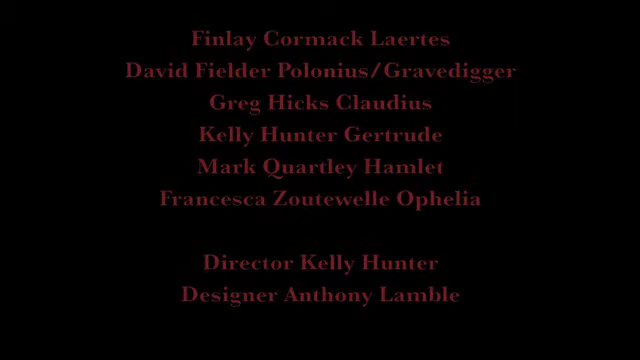 Finlay Cormack Laertes
David Fielder Polonius/Gravedigger
Greg Hicks Claudius
Kelly Hunter Gertrude
Mark Quartley Hamlet
Francesca Zoutewelle Ophelia
Director Kelly Hunter
Designer Anthony Lamble